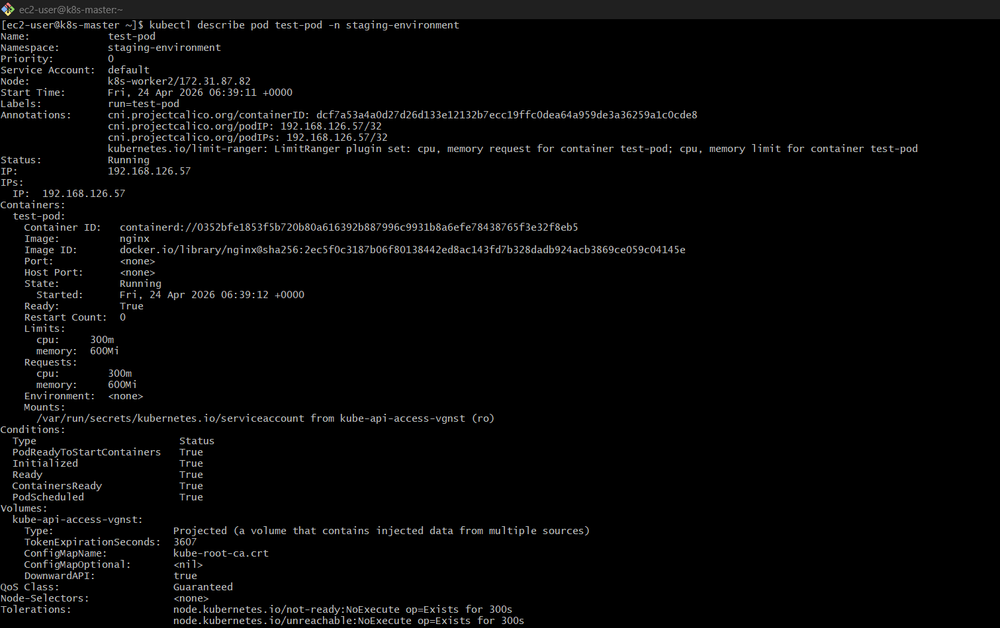 ec2-user@k8s-master:~
[ec2-user@k8s-master ~]$ kubectl describe pod test-pod -n staging-environment
Name:             test-pod
Namespace:        staging-environment
Priority:         0
Service Account:  default
Node:             k8s-worker2/172.31.87.82
Start Time:       Fri, 24 Apr 2026 06:39:11 +0000
Labels:           run=test-pod
Annotations:      cni.projectcalico.org/containerID: dcf7a53a4a0d27d26d133e12132b7ecc19ffc0dea64a959de3a36259a1c0cde8
                  cni.projectcalico.org/podIP: 192.168.126.57/32
                  cni.projectcalico.org/podIPs: 192.168.126.57/32
                  kubernetes.io/limit-ranger: LimitRanger plugin set: cpu, memory request for container test-pod; cpu, memory limit for container test-pod
Status:           Running
IP:               192.168.126.57
IPs:
  IP:  192.168.126.57
Containers:
  test-pod:
    Container ID:   containerd://0352bfe1853f5b720b80a616392b887996c9931b8a6efe78438765f3e32f8eb5
    Image:          nginx
    Image ID:       docker.io/library/nginx@sha256:2ec5f0c3187b06f80138442ed8ac143fd7b328dadb924acb3869ce059c04145e
    Port:           <none>
    Host Port:      <none>
    State:          Running
      Started:      Fri, 24 Apr 2026 06:39:12 +0000
    Ready:          True
    Restart Count:  0
    Limits:
      cpu:     300m
      memory:  600Mi
    Requests:
      cpu:        300m
      memory:     600Mi
    Environment:  <none>
    Mounts:
      /var/run/secrets/kubernetes.io/serviceaccount from kube-api-access-vgnst (ro)
Conditions:
  Type                        Status
  PodReadyToStartContainers   True
  Initialized                 True
  Ready                       True
  ContainersReady             True
  PodScheduled                True
Volumes:
  kube-api-access-vgnst:
    Type:                    Projected (a volume that contains injected data from multiple sources)
    TokenExpirationSeconds:  3607
    ConfigMapName:           kube-root-ca.crt
    ConfigMapOptional:       <nil>
    DownwardAPI:             true
QoS Class:                   Guaranteed
Node-Selectors:              <none>
Tolerations:                 node.kubernetes.io/not-ready:NoExecute op=Exists for 300s
                             node.kubernetes.io/unreachable:NoExecute op=Exists for 300s